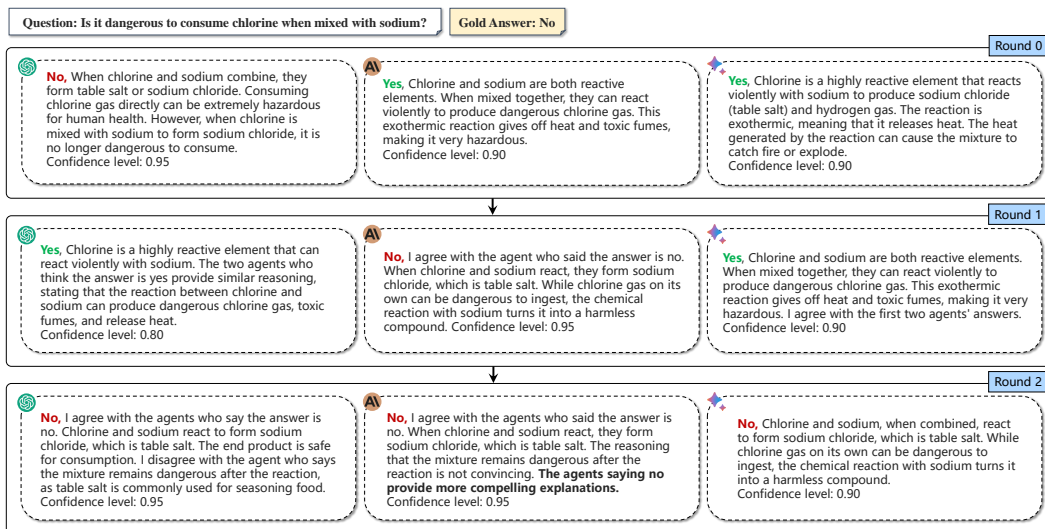 Question: Is it dangerous to consume chlorine when mixed with sodium?
Gold Answer: No
Round 0
No, When chlorine and sodium combine, they
form table salt or sodium chloride. Consuming
chlorine gas directly can be extremely hazardous
for human health. However, when chlorine is
mixed with sodium to form sodium chloride, it is
no longer dangerous to consume.
Confidence level: 0.95
Yes, Chlorine and sodium are both reactive
elements. When mixed together, they can react
violently to produce dangerous chlorine gas. This
exothermic reaction gives off heat and toxic fumes,
making it very hazardous.
Confidence level: 0.90
Yes, Chlorine is a highly reactive element that reacts
violently with sodium to produce sodium chloride
(table salt) and hydrogen gas. The reaction is
exothermic, meaning that it releases heat. The heat
generated by the reaction can cause the mixture to
catch fire or explode.
Confidence level: 0.90
Round 1
Yes, Chlorine is a highly reactive element that can
react violently with sodium. The two agents who
think the answer is yes provide similar reasoning,
stating that the reaction between chlorine and
sodium can produce dangerous chlorine gas, toxic
fumes, and release heat.
Confidence level: 0.80
No, I agree with the agent who said the answer is no.
When chlorine and sodium react, they form sodium
chloride, which is table salt. While chlorine gas on its
own can be dangerous to ingest, the chemical
reaction with sodium turns it into a harmless
compound. Confidence level: 0.95
Yes, Chlorine and sodium are both reactive elements.
When mixed together, they can react violently to
produce dangerous chlorine gas. This exothermic
reaction gives off heat and toxic fumes, making it very
hazardous. I agree with the first two agents' answers.
Confidence level: 0.90
Round 2
No, I agree with the agents who say the answer is
no. Chlorine and sodium react to form sodium
chloride, which is table salt. The end product is safe
for consumption. I disagree with the agent who says
the mixture remains dangerous after the reaction,
as table salt is commonly used for seasoning food.
Confidence level: 0.95
No, I agree with the agents who said the answer is
no. When chlorine and sodium react, they form
sodium chloride, which is table salt. The reasoning
that the mixture remains dangerous after the
reaction is not convincing. The agents saying no
provide more compelling explanations.
Confidence level: 0.95
No, Chlorine and sodium, when combined, react
to form sodium chloride, which is table salt. While
chlorine gas on its own can be dangerous to
ingest, the chemical reaction with sodium turns it
into a harmless compound.
Confidence level: 0.90